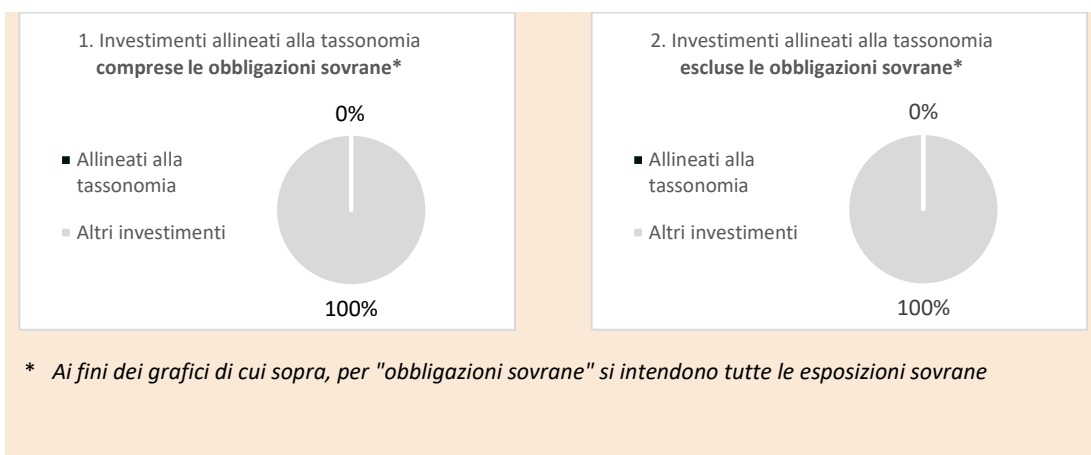 1. Investimenti allineati alla tassonomia
comprese le obbligazioni sovrane*
0%
Allineati alla
tassonomia
Altri investimenti
100%
2. Investimenti allineati alla tassonomia
escluse le obbligazioni sovrane*
0%
Allineati alla
tassonomia
Altri investimenti
100%
* Ai fini dei grafici di cui sopra, per "obbligazioni sovrane" si intendono tutte le esposizioni sovrane